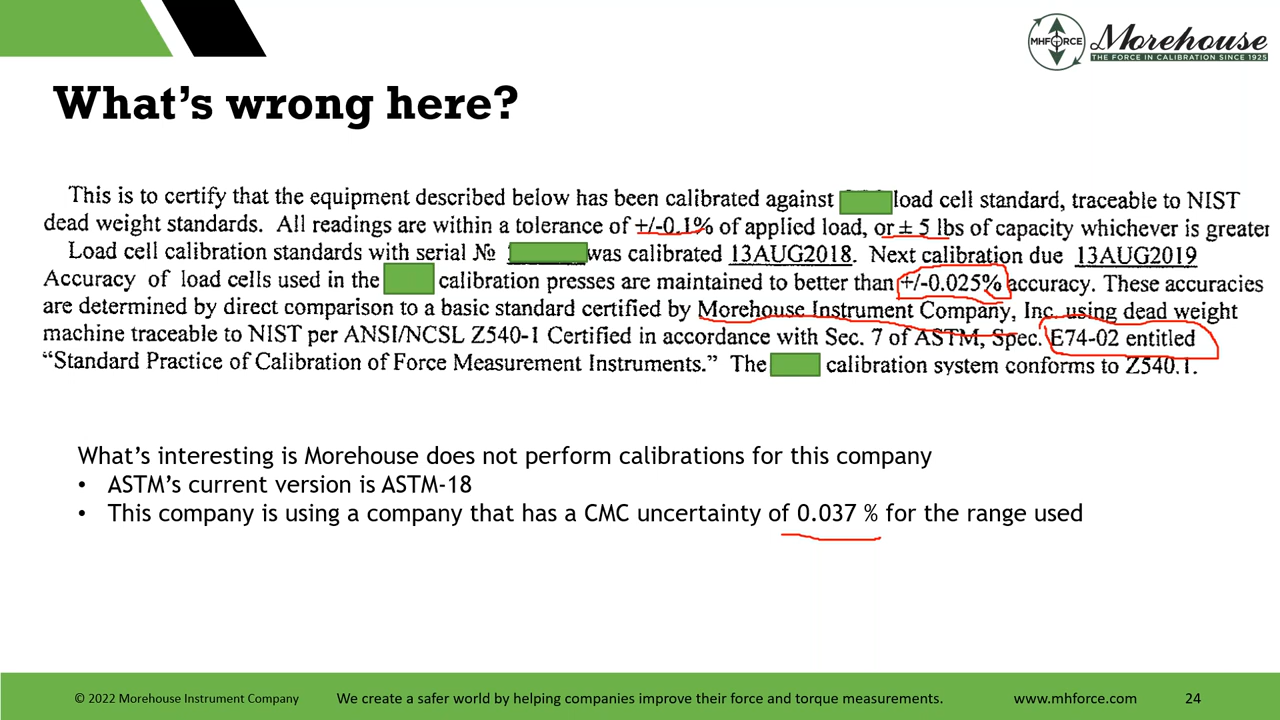 MHFORCE
Morehouse
THE FORCE IN CALIBRATION SINCE 1925
What's wrong here?
This is to certify that the equipment described below has been calibrated against load cell standard, traceable to NIST
dead weight standards. All readings are within a tolerance of +/-0.1% of applied load, or ± 5 lbs of capacity whichever is greater
Load cell calibration standards with serial № was calibrated 13AUG2018. Next calibration due 13AUG2019
Accuracy of load cells used in the calibration presses are maintained to better than +/-0.025% accuracy. These accuracies
are determined by direct comparison to a basic standard certified by Morehouse Instrument Company, Inc. using dead weight
machine traceable to NIST per ANSI/NCSL Z540-1 Certified in accordance with Sec. 7 of ASTM, Spec. E74-02 entitled
“Standard Practice of Calibration of Force Measurement Instruments.” The calibration system conforms to Z540.1.
What's interesting is Morehouse does not perform calibrations for this company
• ASTM's current version is ASTM-18
• This company is using a company that has a CMC uncertainty of 0.037 % for the range used
© 2022 Morehouse Instrument Company We create a safer world by helping companies improve their force and torque measurements. www.mhforce.com 24